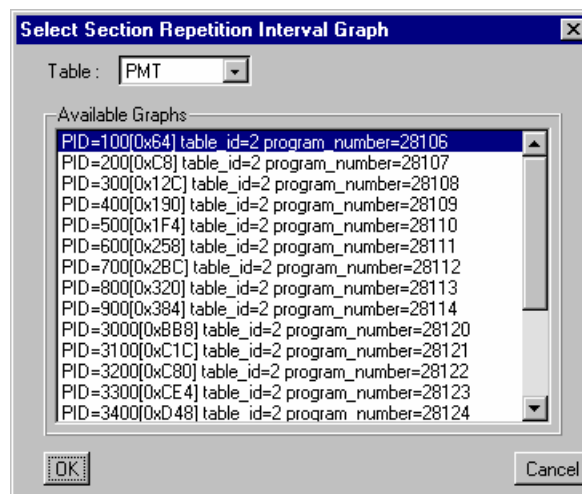 Select Section Repetition Interval Graph
Table : PMT
Available Graphs
PID=100[0x64] table_id=2 program_number=28106
PID=200[0xC8] table_id=2 program_number=28107
PID=300[0x12C] table_id=2 program_number=28108
PID=400[0x190] table_id=2 program_number=28109
PID=500[0x1F4] table_id=2 program_number=28110
PID=600[0x258] table_id=2 program_number=28111
PID=700[0x2BC] table_id=2 program_number=28112
PID=800[0x320] table_id=2 program_number=28113
PID=900[0x384] table_id=2 program_number=28114
PID=3000[0xBB8] table_id=2 program_number=28120
PID=3100[0xC1C] table_id=2 program_number=28121
PID=3200[0xC80] table_id=2 program_number=28122
PID=3300[0xCE4] table_id=2 program_number=28123
PID=3400[0xD48] table_id=2 program_number=28124
OK Cancel